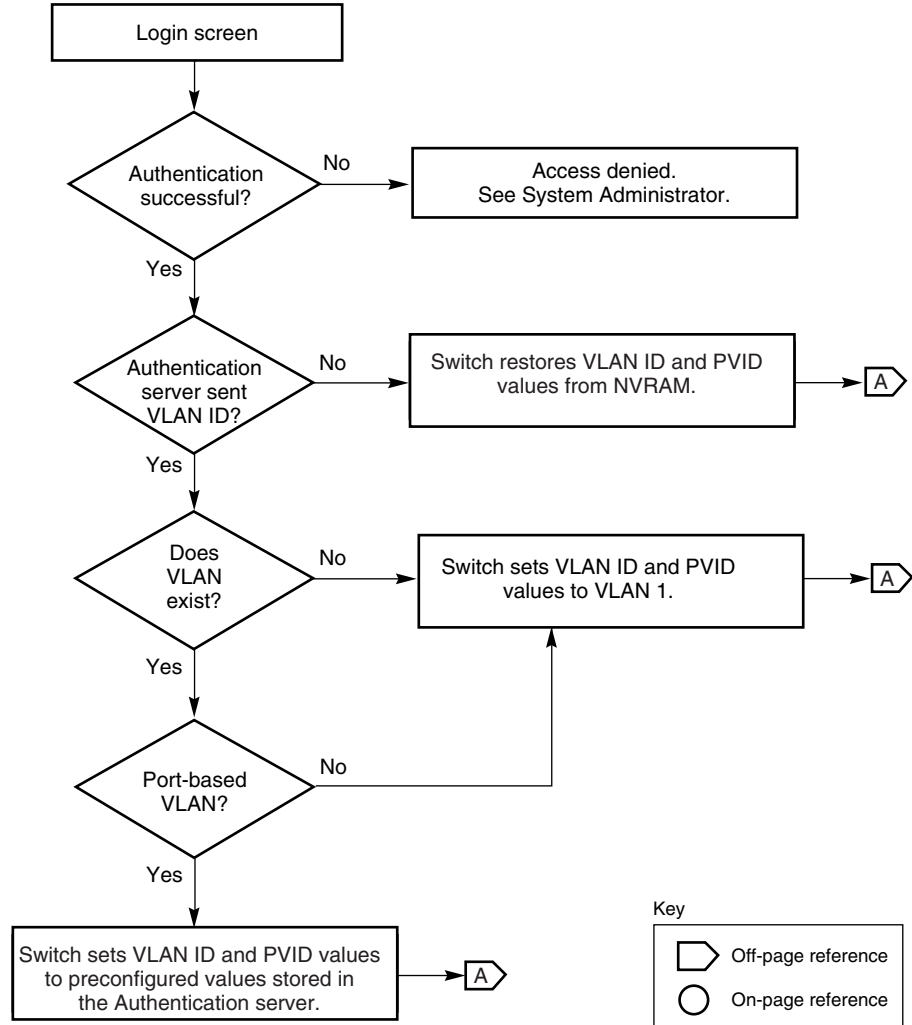 Login screen
Authentication
successful?
No
Access denied.
See System Administrator.
Yes
Authentication
server sent
VLAN ID?
No
Switch restores VLAN ID and PVID
values from NVRAM.
A
Yes
Does
VLAN
exist?
No
Switch sets VLAN ID and PVID
values to VLAN 1.
A
Yes
Port-based
VLAN?
No
Yes
Switch sets VLAN ID and PVID values
to preconfigured values stored in
the Authentication server.
A
Key
Off-page reference
On-page reference